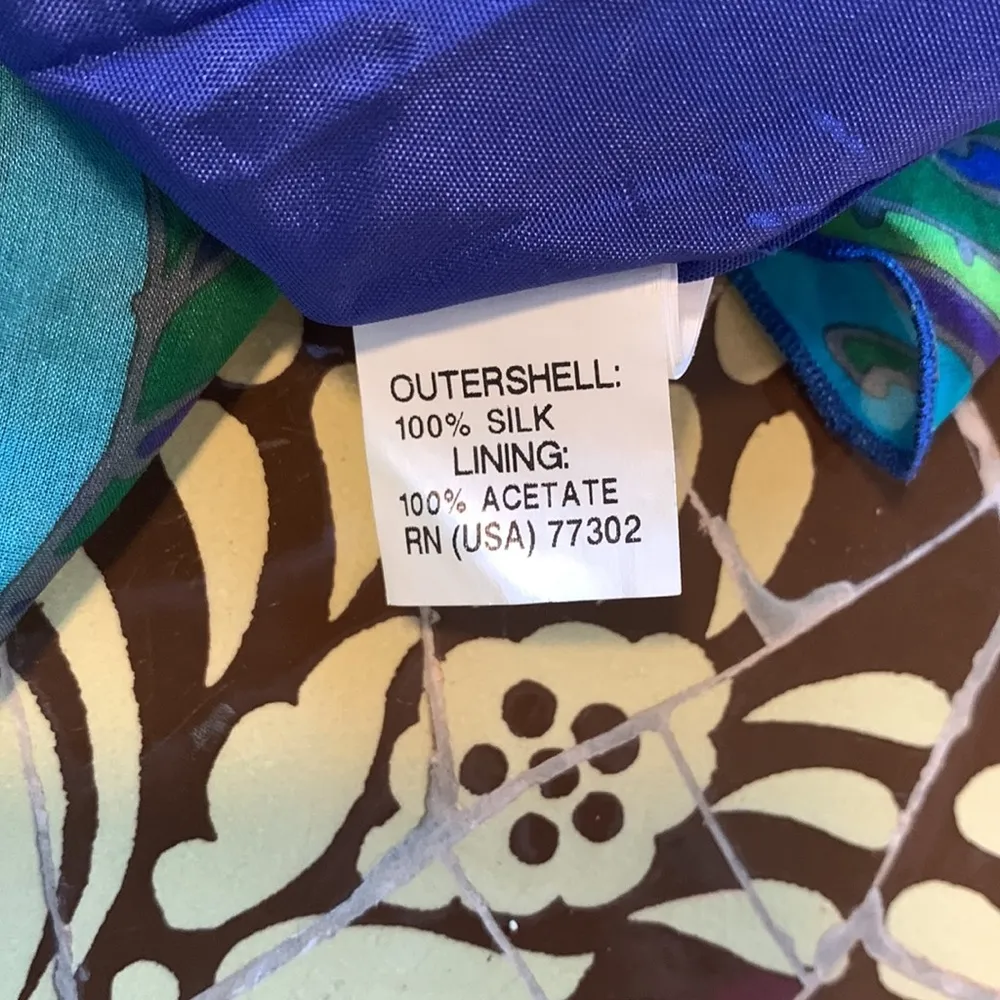 OUTERSHELL:
100% SILK
LINING:
100% ACETATE
RN (USA) 77302